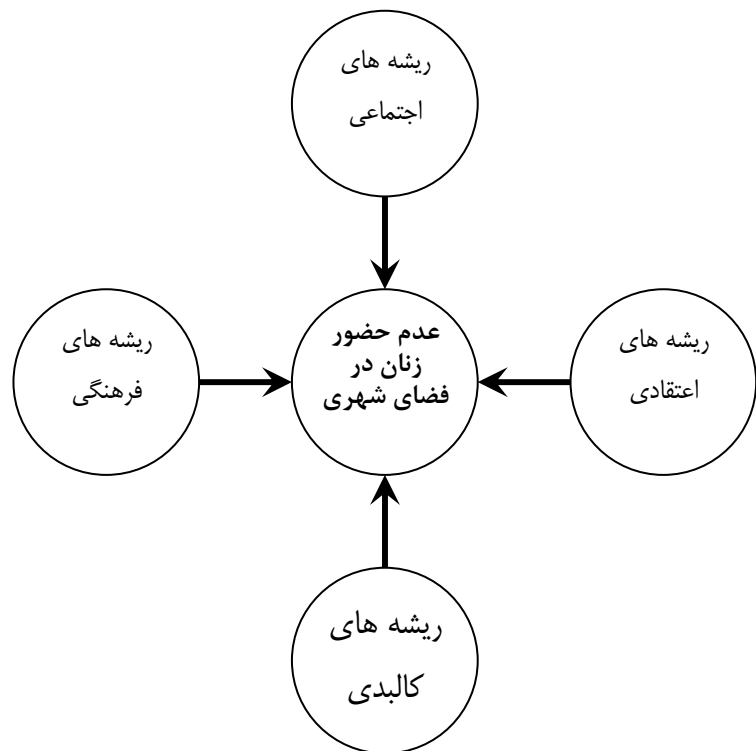 ریشه های
اجتماعی
ریشه های
اعتقادی
عدم حضور
زنان در
فضای شهری
ریشه های
فرهنگی
ریشه های
کالبدی